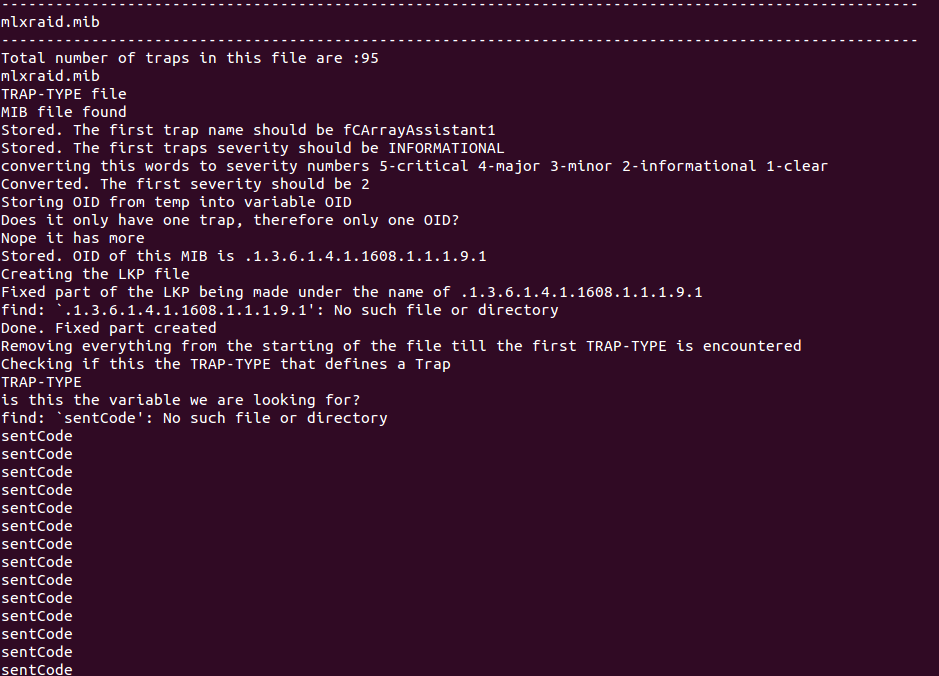 ------------------------------------------------------------------------------------------------------
mlxraid.mib
------------------------------------------------------------------------------------------------------
Total number of traps in this file are :95
mlxraid.mib
TRAP-TYPE file
MIB file found
Stored. The first trap name should be fCArrayAssistant1
Stored. The first traps severity should be INFORMATIONAL
converting this words to severity numbers 5-critical 4-major 3-minor 2-informational 1-clear
Converted. The first severity should be 2
Storing OID from temp into variable OID
Does it only have one trap, therefore only one OID?
Nope it has more
Stored. OID of this MIB is .1.3.6.1.4.1.1608.1.1.1.9.1
Creating the LKP file
Fixed part of the LKP being made under the name of .1.3.6.1.4.1.1608.1.1.1.9.1
find: `.1.3.6.1.4.1.1608.1.1.1.9.1': No such file or directory
Done. Fixed part created
Removing everything from the starting of the file till the first TRAP-TYPE is encountered
Checking if this the TRAP-TYPE that defines a Trap
TRAP-TYPE
is this the variable we are looking for?
find: `sentCode': No such file or directory
sentCode
sentCode
sentCode
sentCode
sentCode
sentCode
sentCode
sentCode
sentCode
sentCode
sentCode
sentCode
sentCode
sentCode